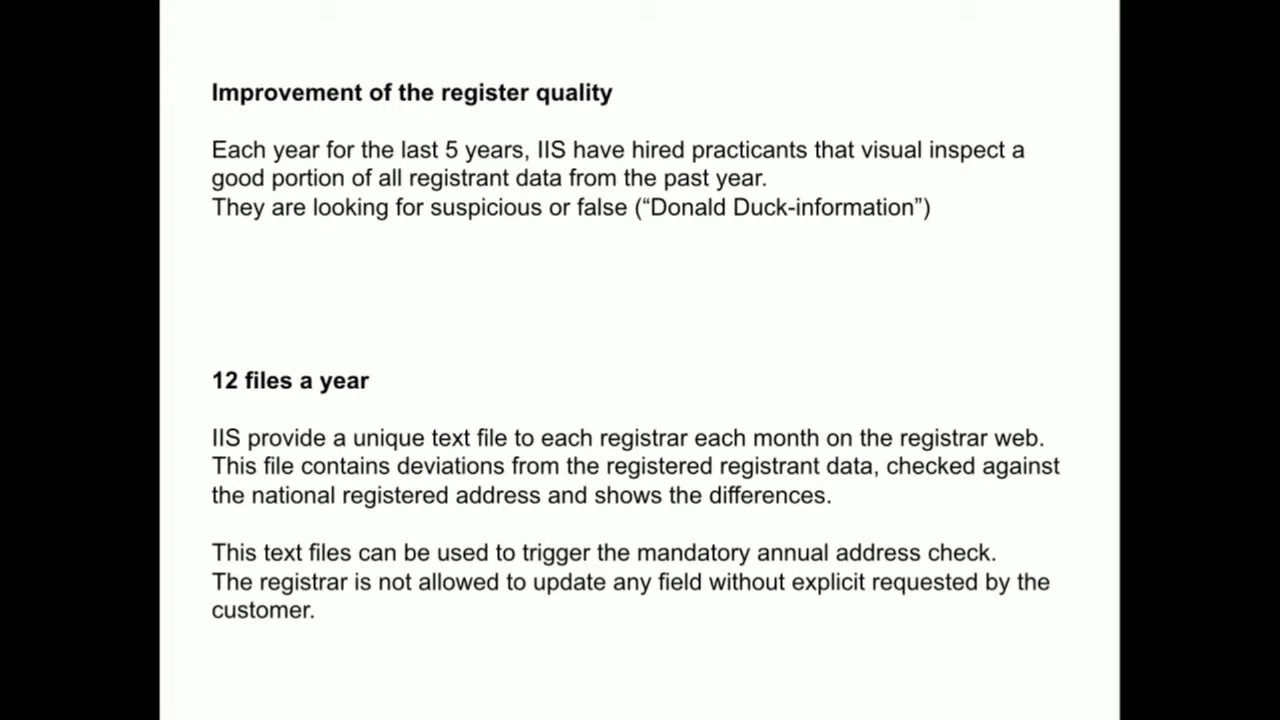 Improvement of the register quality
Each year for the last 5 years, IIS have hired practicants that visual inspect a
good portion of all registrant data from the past year.
They are looking for suspicious or false (“Donald Duck-information”)
12 files a year
IIS provide a unique text file to each registrar each month on the registrar web.
This file contains deviations from the registered registrant data, checked against
the national registered address and shows the differences.
This text files can be used to trigger the mandatory annual address check.
The registrar is not allowed to update any field without explicit requested by the
customer.